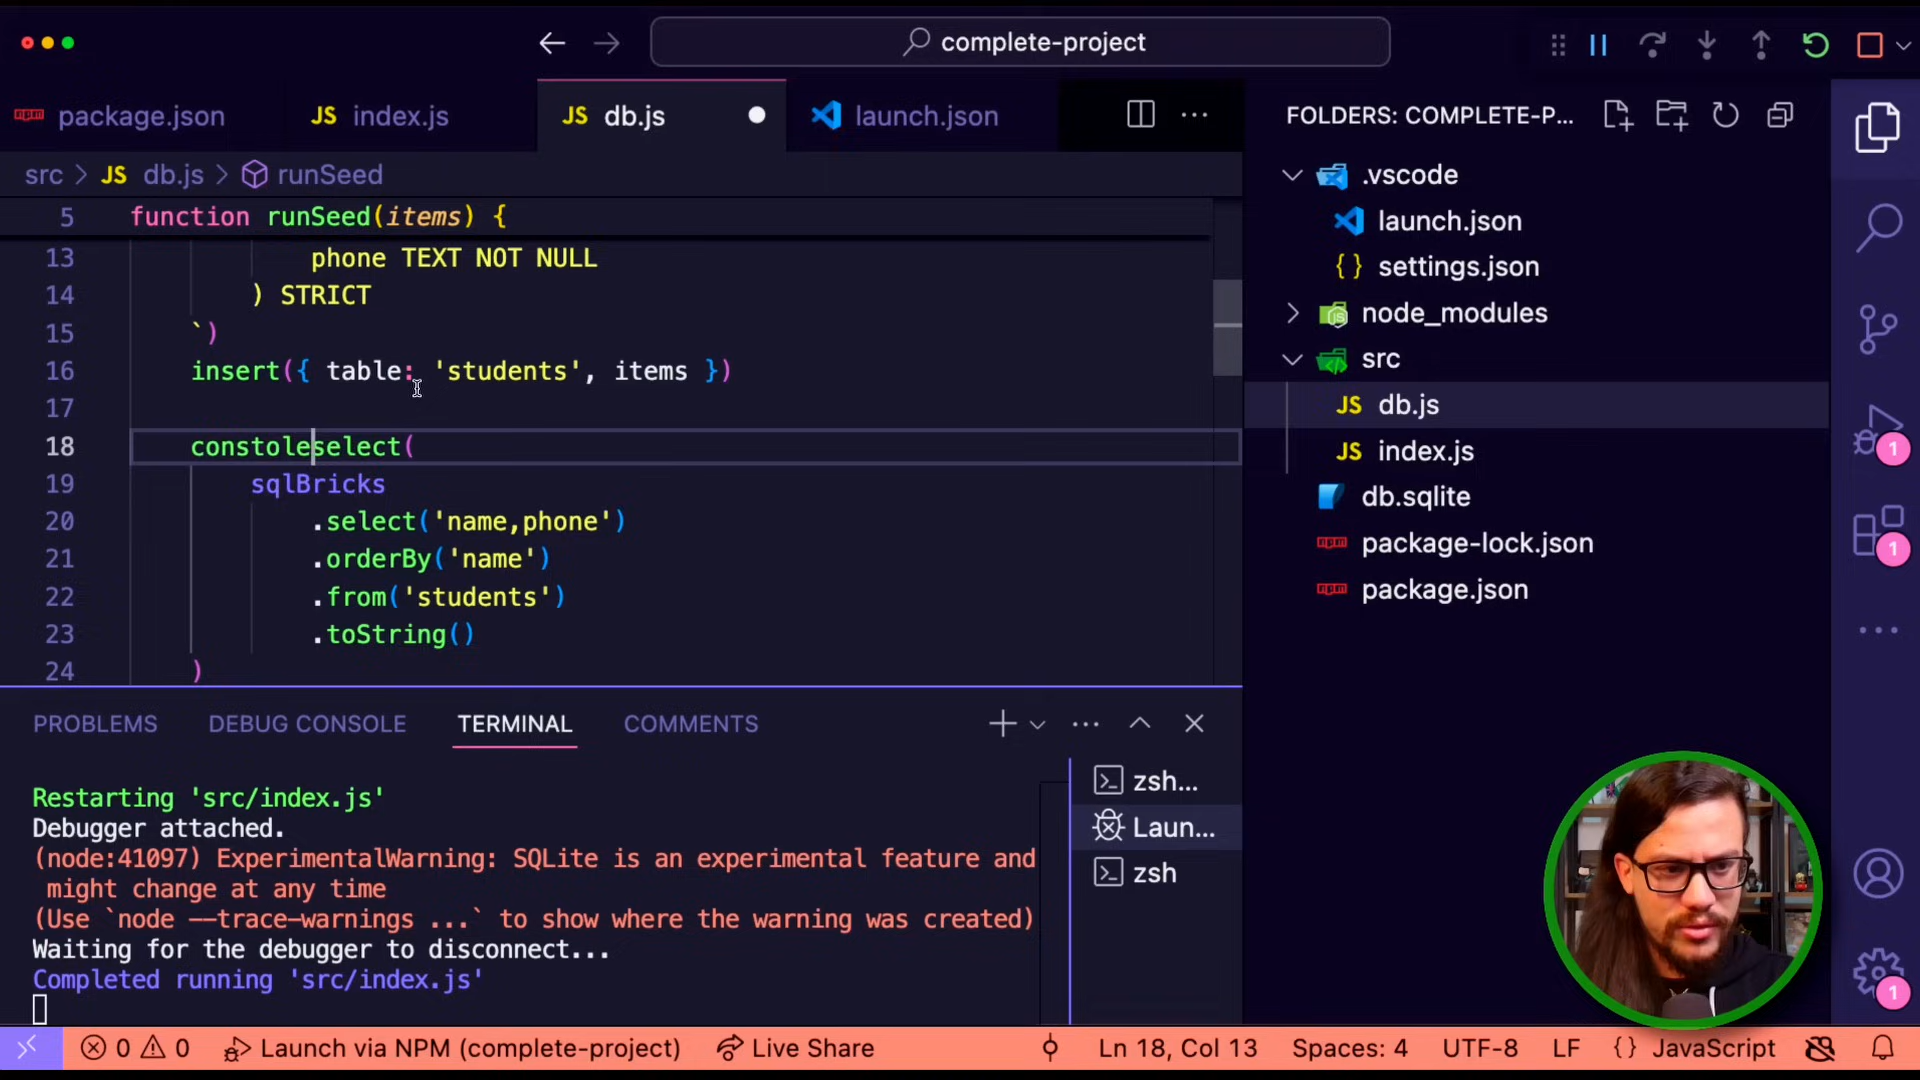 complete-project
package.json
JS index.js
JS db.js
launch.json
src > JS db.js > runSeed
5 function runSeed(items) {
13 phone TEXT NOT NULL
14 ) STRICT
15 `)
16 insert({ table: 'students', items })
17
18 constoleselect(
19 sqlBricks
20 .select('name,phone')
21 .orderBy('name')
22 .from('students')
23 .toString()
24 )
PROBLEMS
DEBUG CONSOLE
TERMINAL
COMMENTS
Restarting 'src/index.js'
Debugger attached.
(node:41097) ExperimentalWarning: SQLite is an experimental feature and
might change at any time
(Use `node --trace-warnings ...` to show where the warning was created)
Waiting for the debugger to disconnect...
Completed running 'src/index.js'
zsh...
Laun...
zsh
FOLDERS: COMPLETE-P...
.vscode
launch.json
{} settings.json
node_modules
src
JS db.js
JS index.js
db.sqlite
package-lock.json
package.json
1
1
1
0 0
Launch via NPM (complete-project)
Live Share
Ln 18, Col 13
Spaces: 4
UTF-8
LF
{} JavaScript